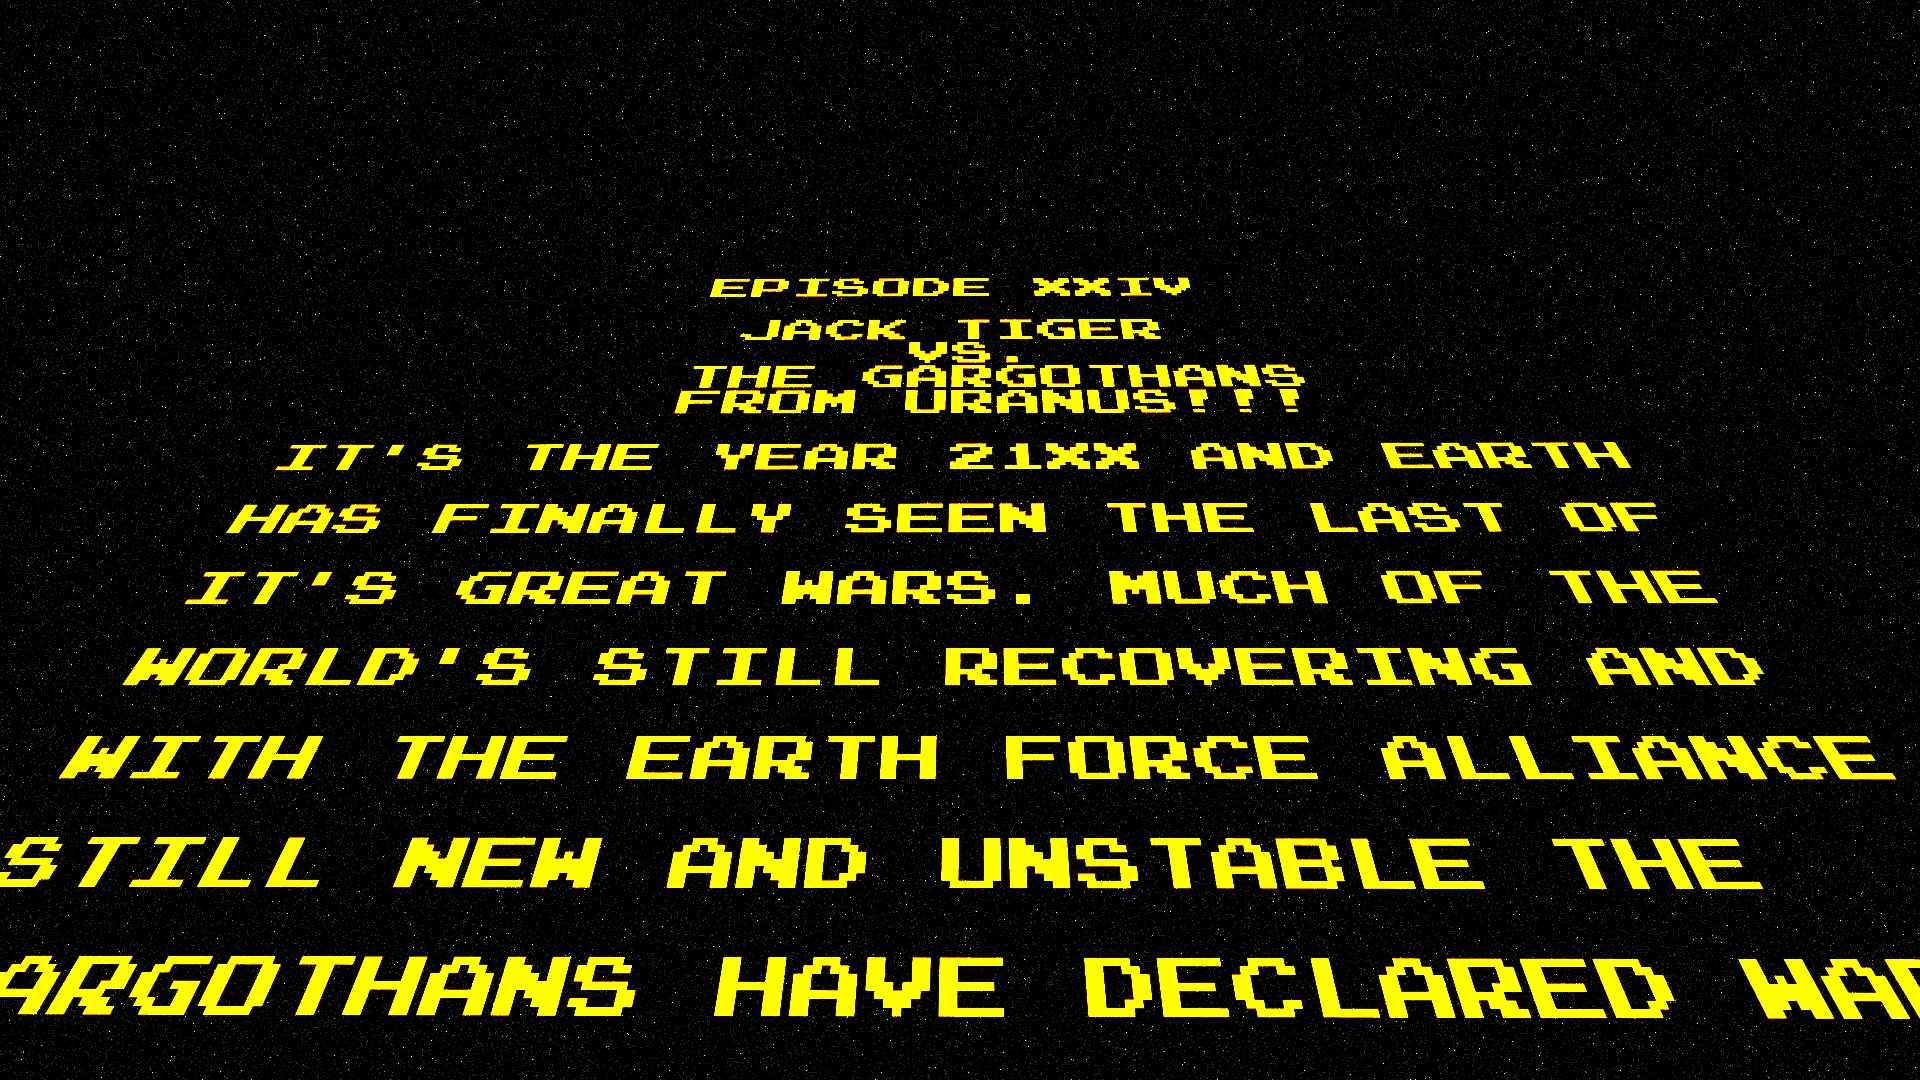 EPISODE XXIV
JACK TIGER
VS.
THE GARGOTHANS
FROM URANUS!!!
IT'S THE YEAR 21XX AND EARTH
HAS FINALLY SEEN THE LAST OF
IT'S GREAT WARS. MUCH OF THE
WORLD'S STILL RECOVERING AND
WITH THE EARTH FORCE ALLIANCE
STILL NEW AND UNSTABLE THE
ARGOTHANS HAVE DECLARED WAR